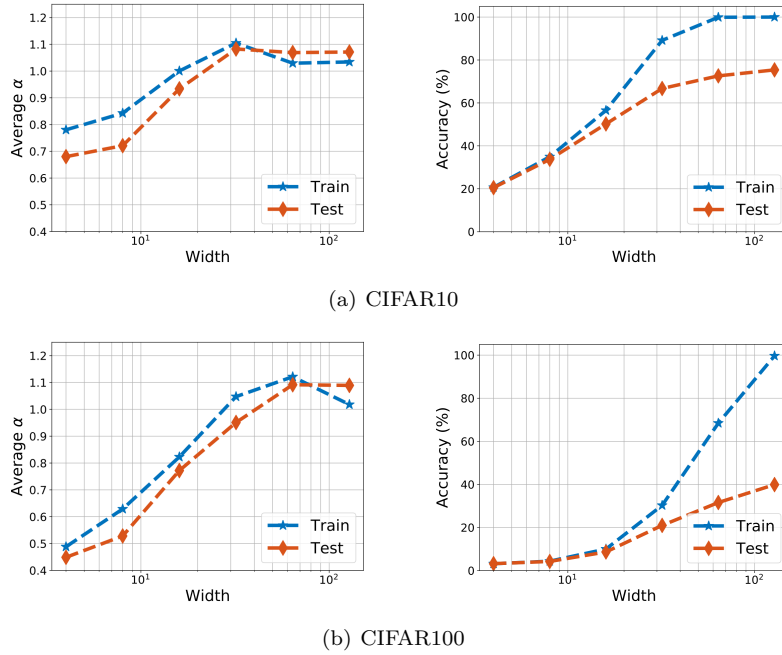 1.2
1.1
1.0
0.9
0.8
0.7
0.6
0.5
0.4
Average α
10¹
10²
Width
Train
Test
100
80
60
40
20
0
Accuracy (%)
10¹
10²
Width
Train
Test
(a) CIFAR10
1.2
1.1
1.0
0.9
0.8
0.7
0.6
0.5
0.4
Average α
10¹
10²
Width
Train
Test
100
80
60
40
20
0
Accuracy (%)
10¹
10²
Width
Train
Test
(b) CIFAR100